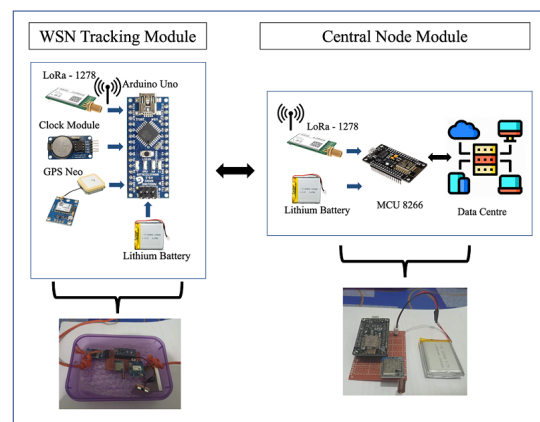 WSN Tracking Module
Central Node Module
LoRa - 1278
Arduino Uno
Clock Module
GPS Neo
Lithium Battery
LoRa - 1278
Lithium Battery
MCU 8266
Data Centre